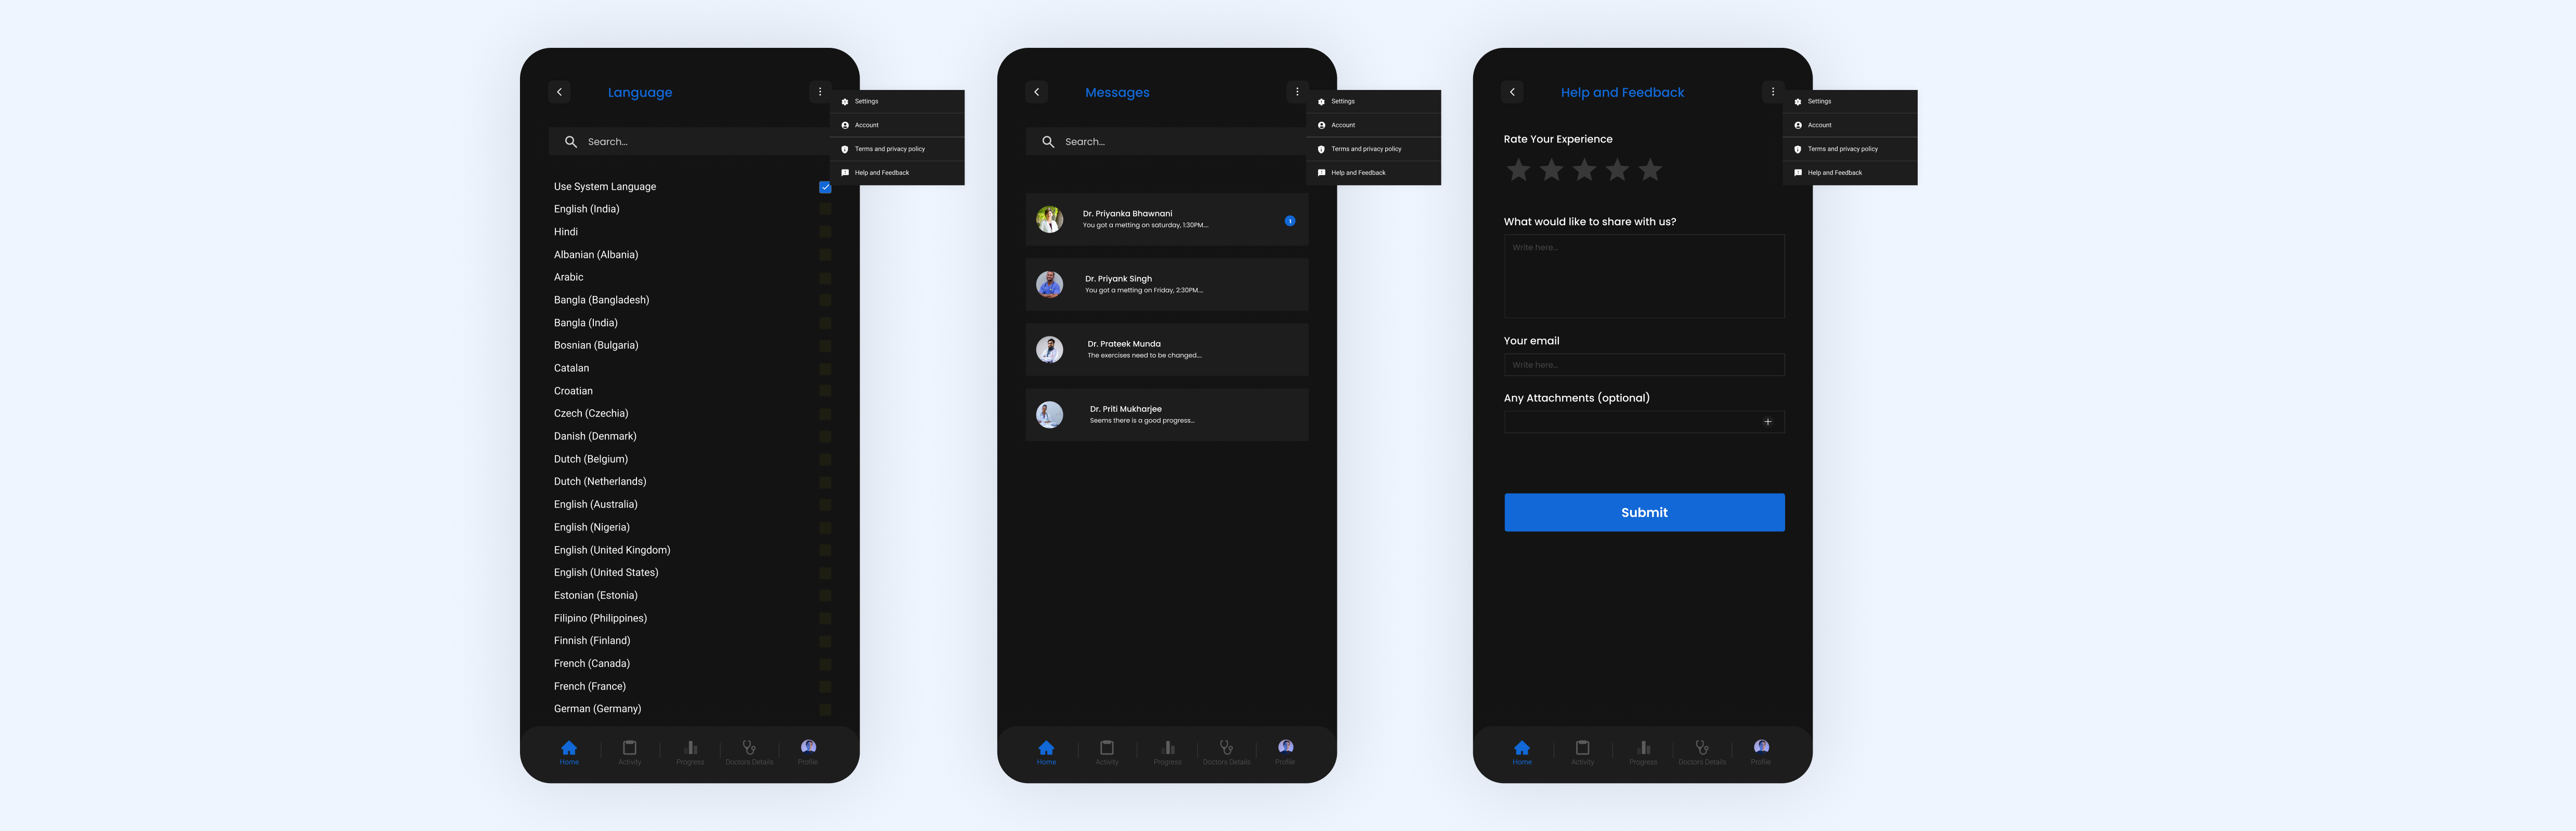 Language
Settings
Account
Terms and privacy policy
Help and Feedback
Search...
Use System Language
English (India)
Hindi
Albanian (Albania)
Arabic
Bangla (Bangladesh)
Bangla (India)
Bosnian (Bulgaria)
Catalan
Croatian
Czech (Czechia)
Danish (Denmark)
Dutch (Belgium)
Dutch (Netherlands)
English (Australia)
English (Nigeria)
English (United Kingdom)
English (United States)
Estonian (Estonia)
Filipino (Philippines)
Finnish (Finland)
French (Canada)
French (France)
German (Germany)
Home
Activity
Progress
Doctors Details
Profile
Messages
Settings
Account
Terms and privacy policy
Help and Feedback
Search...
Dr. Priyanka Bhawnani
You got a metting on saturday, 1:30PM....
1
Dr. Priyank Singh
You got a metting on Friday, 2:30PM....
Dr. Prateek Munda
The exercises need to be changed....
Dr. Priti Mukharjee
Seems there is a good progress...
Home
Activity
Progress
Doctors Details
Profile
Help and Feedback
Settings
Account
Terms and privacy policy
Help and Feedback
Rate Your Experience
What would like to share with us?
Write here...
Your email
Write here...
Any Attachments (optional)
Submit
Home
Activity
Progress
Doctors Details
Profile